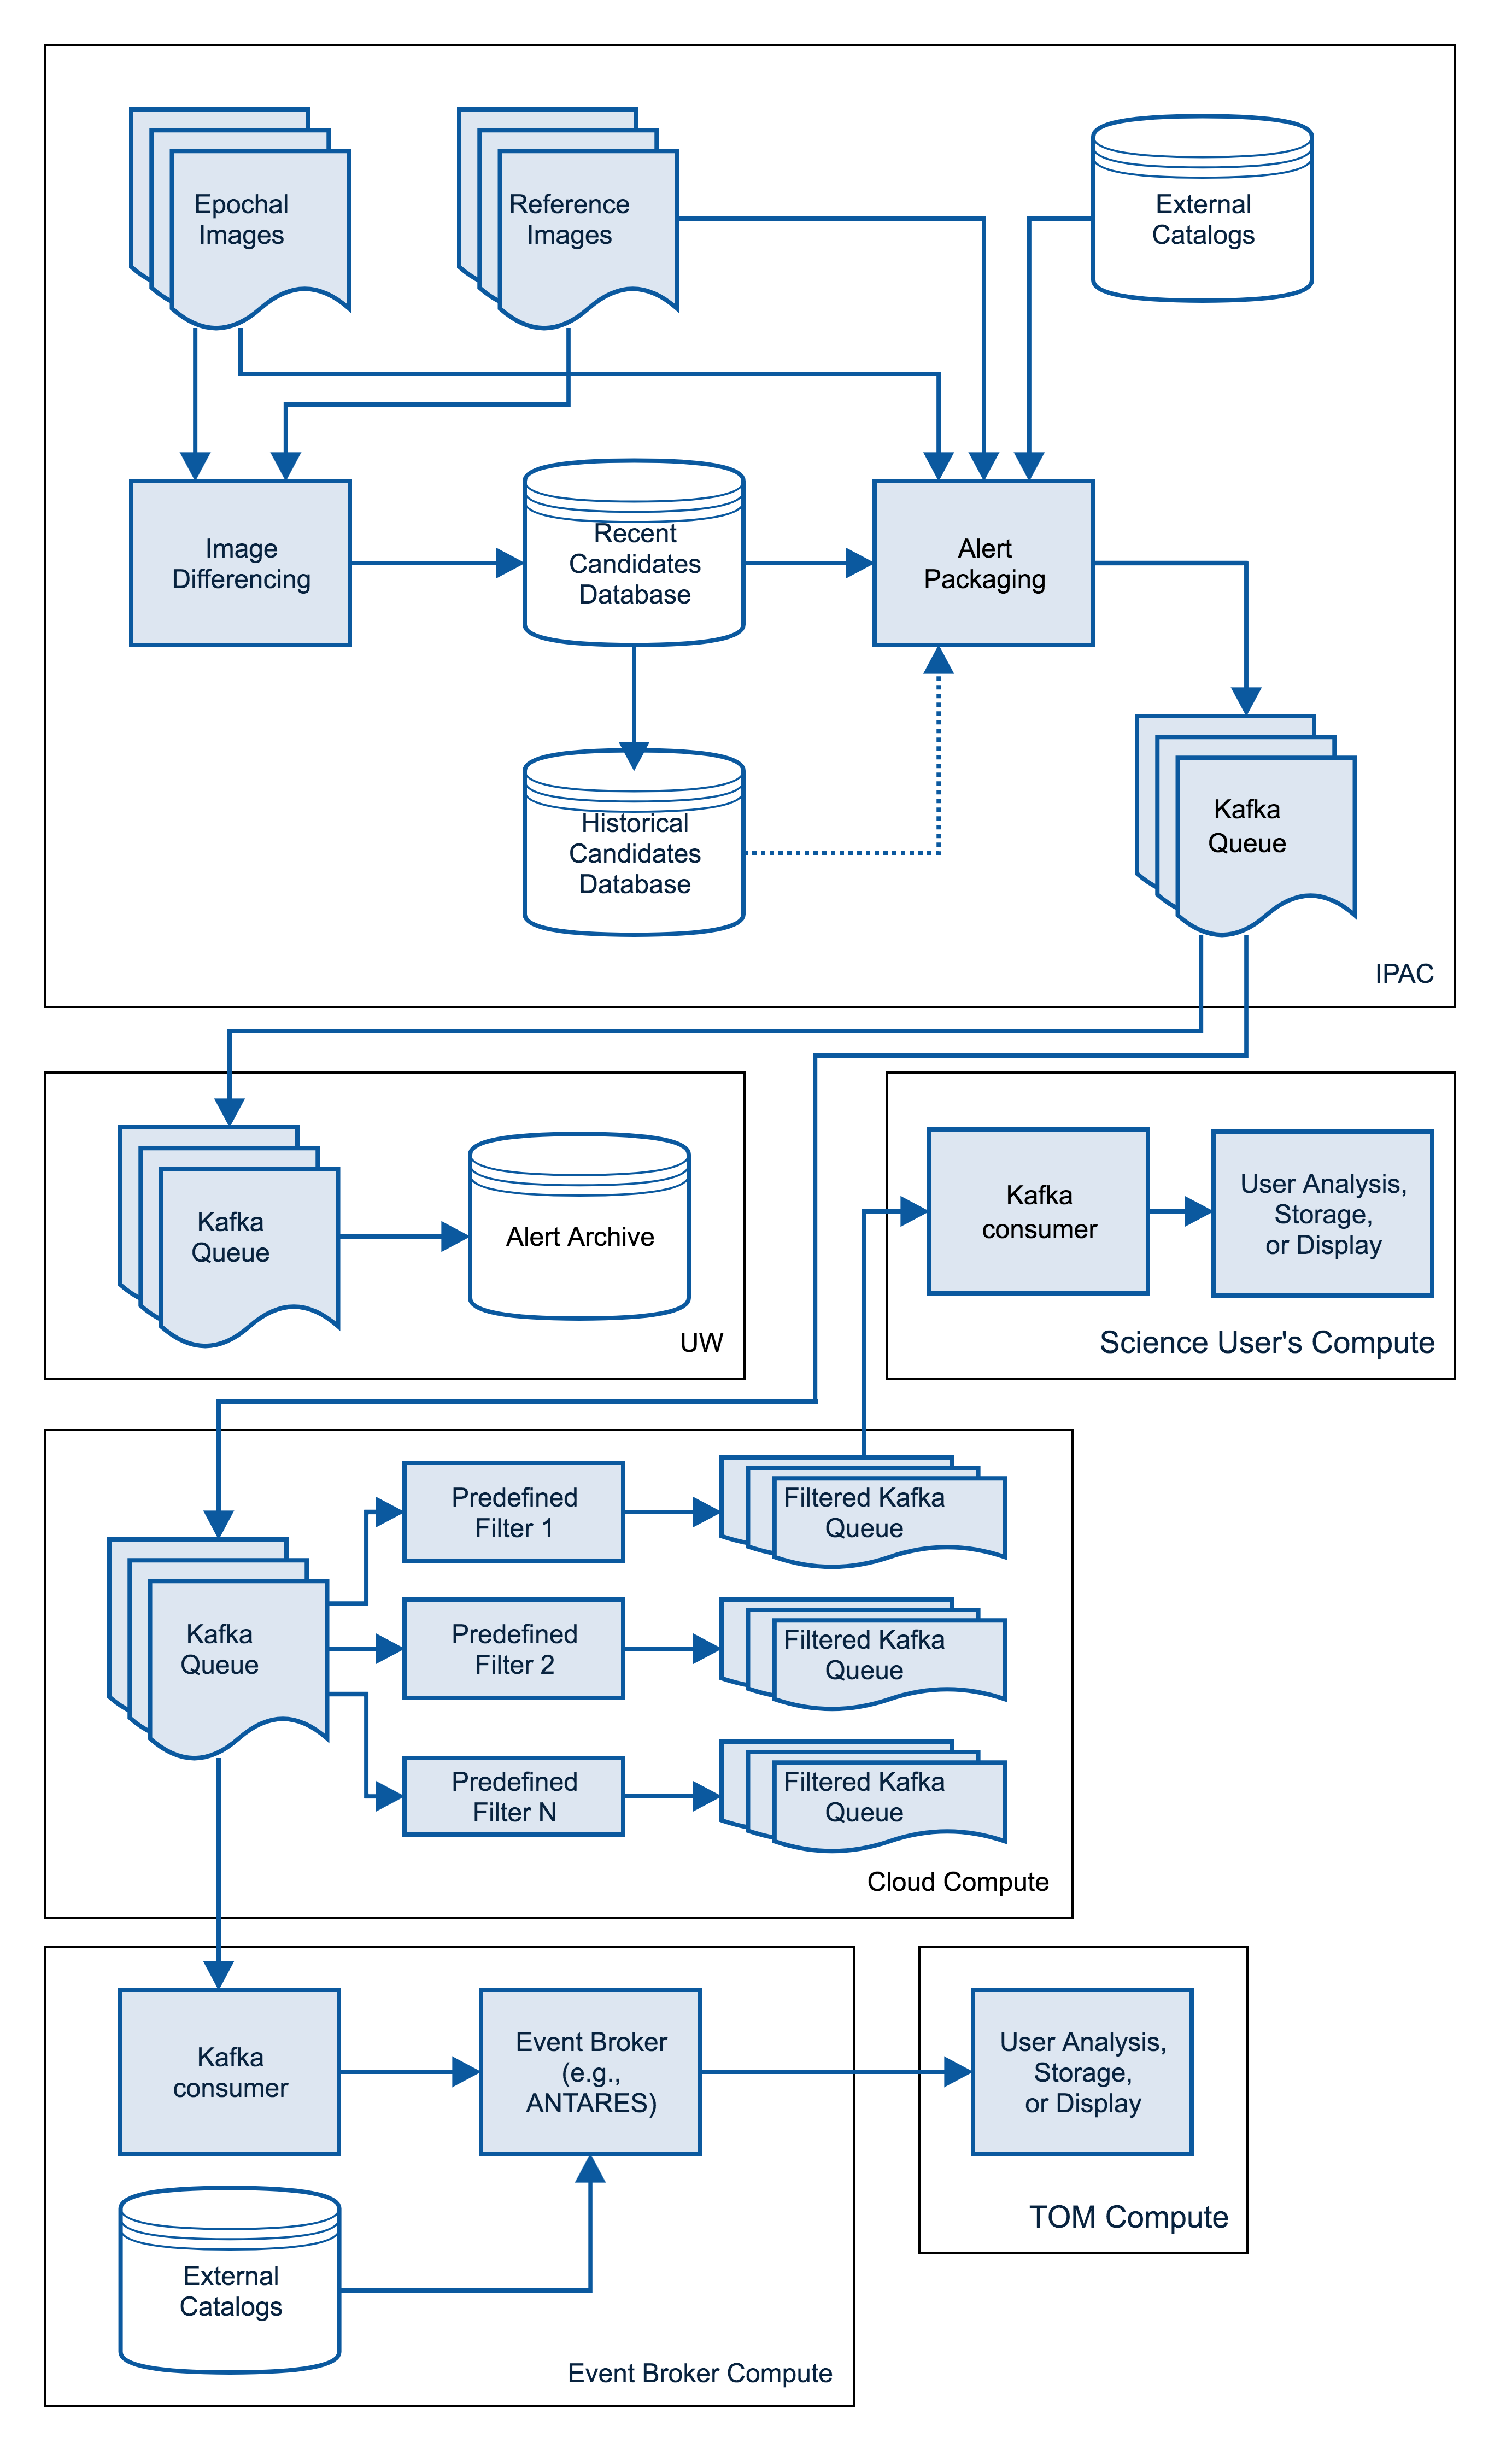 Epochal
Images
Reference
Images
External
Catalogs
Image
Differencing
Recent
Candidates
Database
Alert
Packaging
Historical
Candidates
Database
Kafka
Queue
IPAC
Kafka
Queue
Alert Archive
UW
Kafka
consumer
User Analysis,
Storage,
or Display
Science User's Compute
Kafka
Queue
Predefined
Filter 1
Filtered Kafka
Queue
Predefined
Filter 2
Filtered Kafka
Queue
Predefined
Filter N
Filtered Kafka
Queue
Cloud Compute
Kafka
consumer
Event Broker
(e.g.,
ANTARES)
External
Catalogs
Event Broker Compute
User Analysis,
Storage,
or Display
TOM Compute